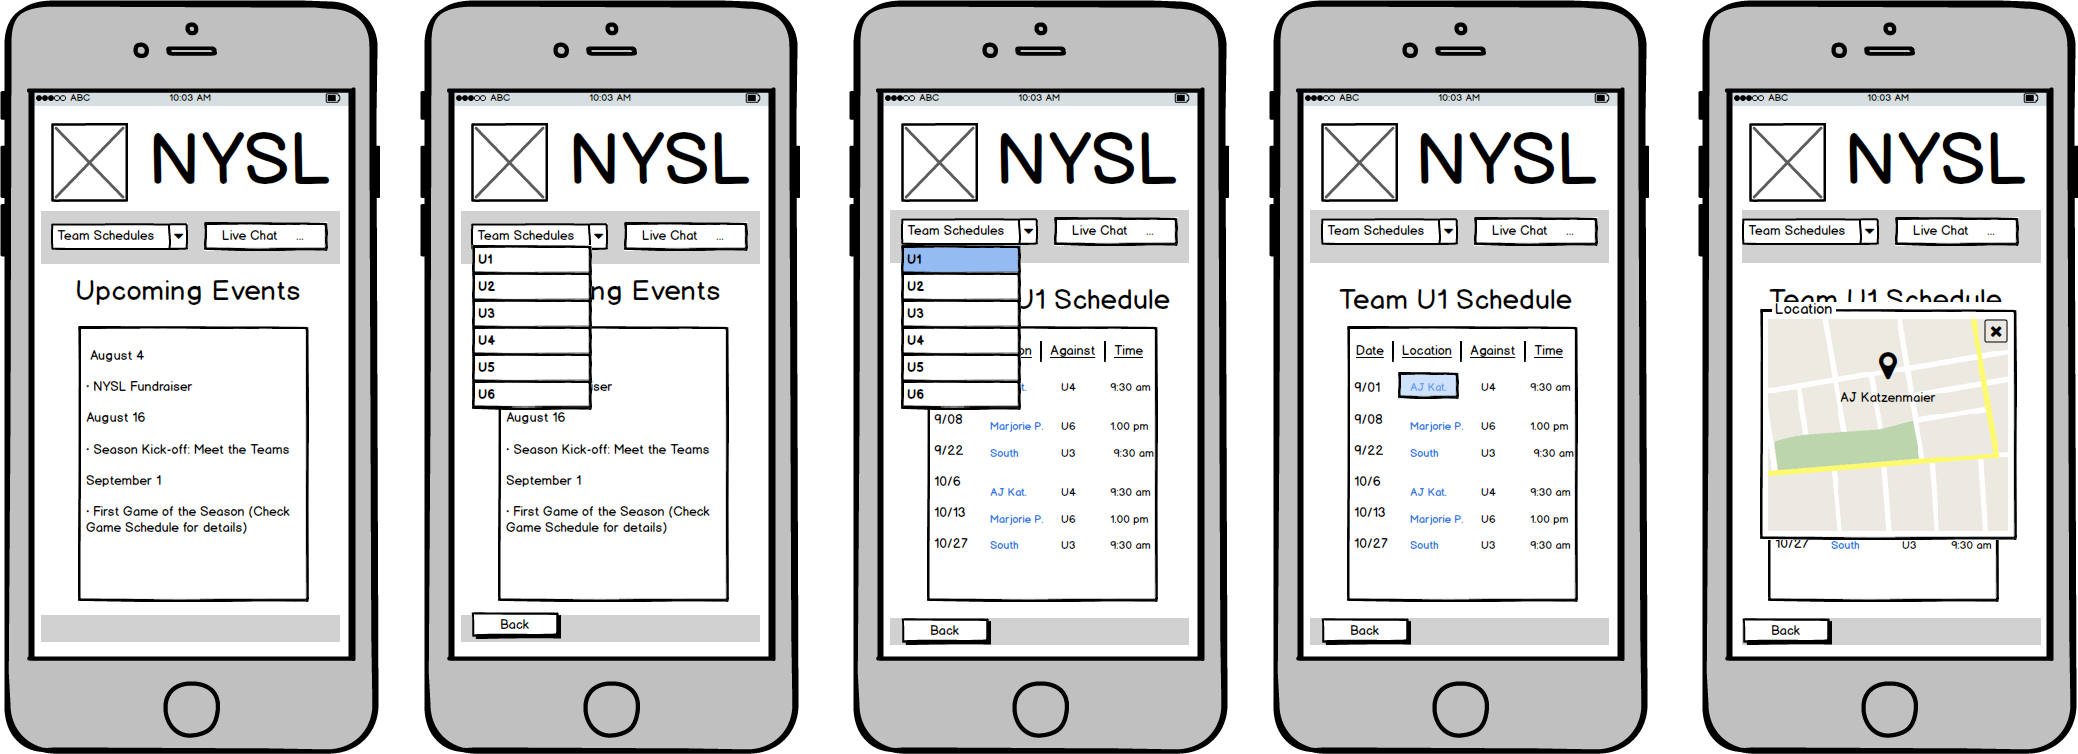 ABC 10:03 AM
NYSL
Team Schedules Live Chat ...
Upcoming Events
August 4
· NYSL Fundraiser
August 16
· Season Kick-off: Meet the Teams
September 1
· First Game of the Season (Check
Game Schedule for details)
ABC 10:03 AM
NYSL
Team Schedules Live Chat ...
U1
U2
U3
U4
U5
U6
ng Events
iser
August 16
· Season Kick-off: Meet the Teams
September 1
· First Game of the Season (Check
Game Schedule for details)
Back
ABC 10:03 AM
NYSL
Team Schedules Live Chat ...
U1
U2
U3
U4
U5
U6
U1 Schedule
on Against Time
t. U4 9:30 am
9/08 Marjorie P. U6 1:00 pm
9/22 South U3 9:30 am
10/6 AJ Kat. U4 9:30 am
10/13 Marjorie P. U6 1:00 pm
10/27 South U3 9:30 am
Back
ABC 10:03 AM
NYSL
Team Schedules Live Chat ...
Team U1 Schedule
Date Location Against Time
9/01 AJ Kat. U4 9:30 am
9/08 Marjorie P. U6 1:00 pm
9/22 South U3 9:30 am
10/6 AJ Kat. U4 9:30 am
10/13 Marjorie P. U6 1:00 pm
10/27 South U3 9:30 am
Back
ABC 10:03 AM
NYSL
Team Schedules Live Chat ...
Team U1 Schedule
Location
AJ Katzenmaier
10/27 South U3 9:30 am
Back